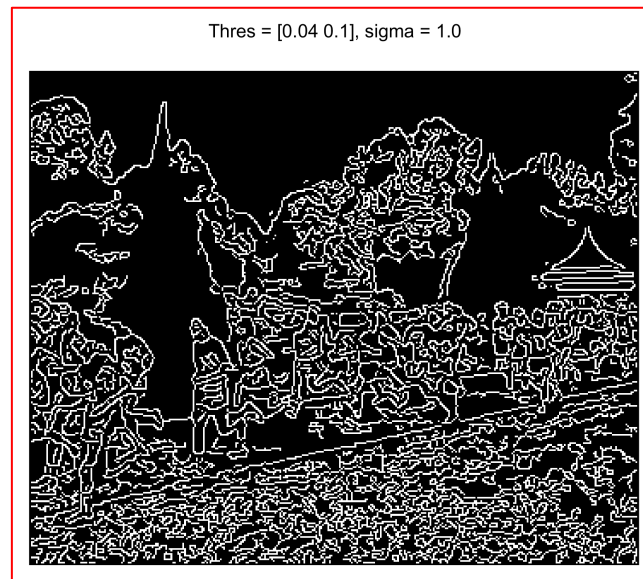 Thres = [0.04 0.1], sigma = 1.0